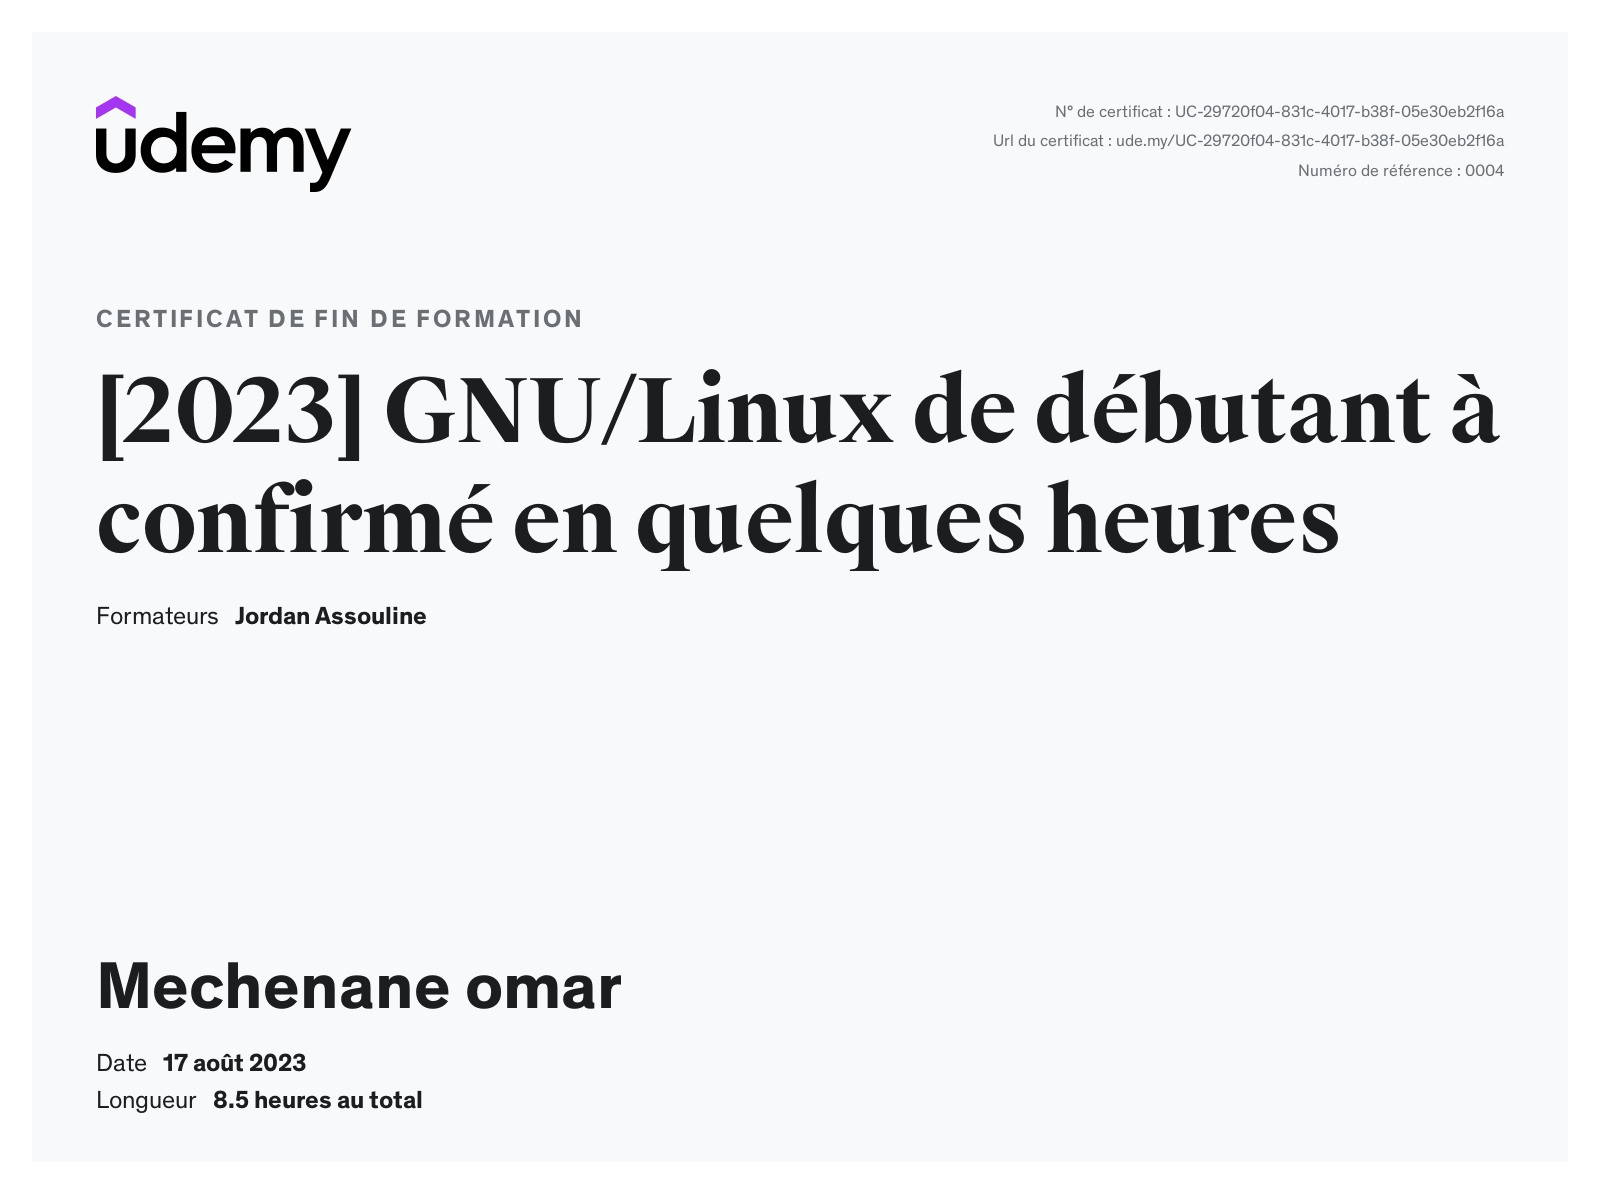 udemy
N° de certificat : UC-29720f04-831c-4017-b38f-05e30eb2f16a
Url du certificat : ude.my/UC-29720f04-831c-4017-b38f-05e30eb2f16a
Numéro de référence : 0004
CERTIFICAT DE FIN DE FORMATION
[2023] GNU/Linux de débutant à
confirmé en quelques heures
Formateurs Jordan Assouline
Mechenane omar
Date 17 août 2023
Longueur 8.5 heures au total